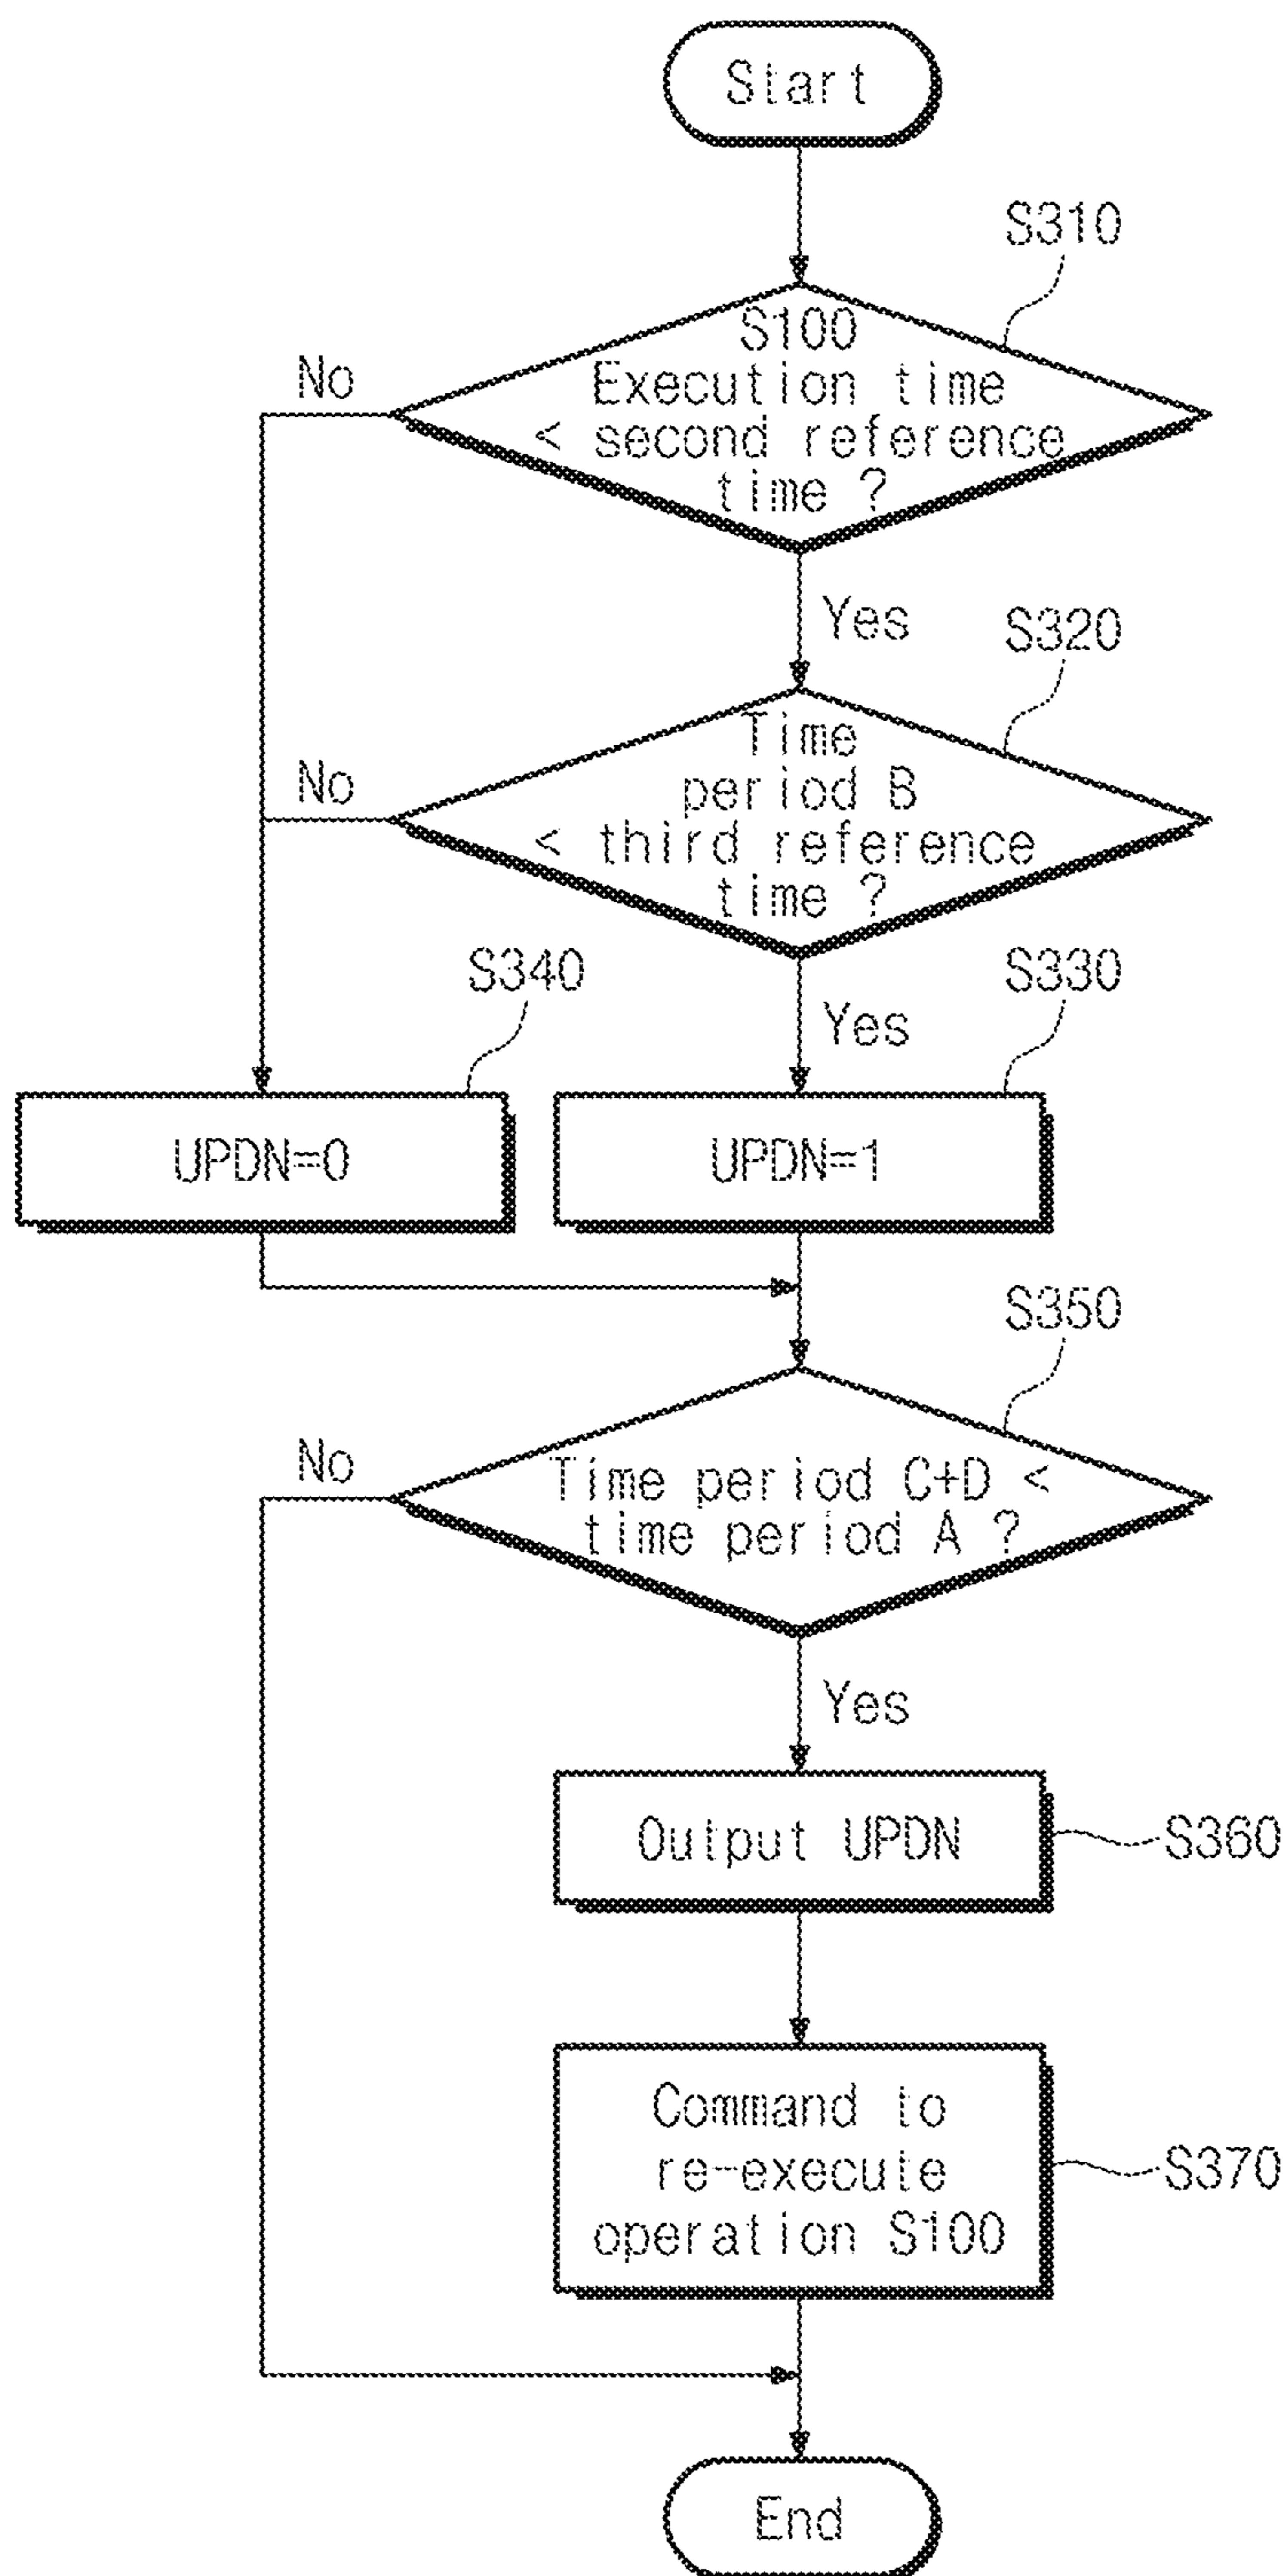 Start
S310
S100
Execution time
< second reference
time ?
No
Yes
S320
Time
period B
< third reference
time ?
No
Yes
S340
S330
UPDN=0
UPDN=1
S350
Time period C+D <
time period A ?
No
Yes
Output UPDN
S360
Command to
re-execute
operation S100
S370
End